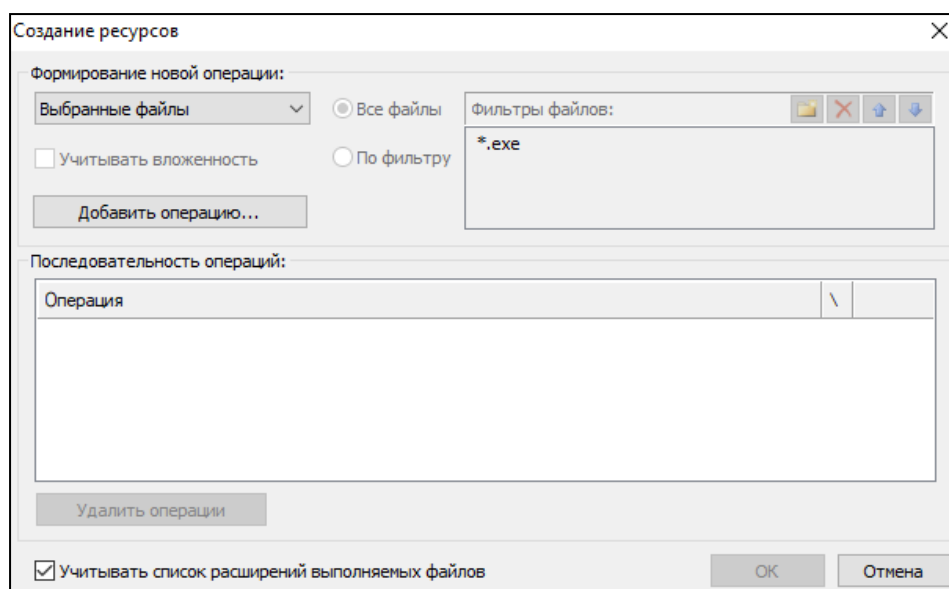 Создание ресурсов
Формирование новой операции:
Выбранные файлы
Все файлы
Фильтры файлов:
Учитывать вложенность
По фильтру
*.exe
Добавить операцию...
Последовательность операций:
Операция
\
Удалить операции
Учитывать список расширений выполняемых файлов
ОК
Отмена